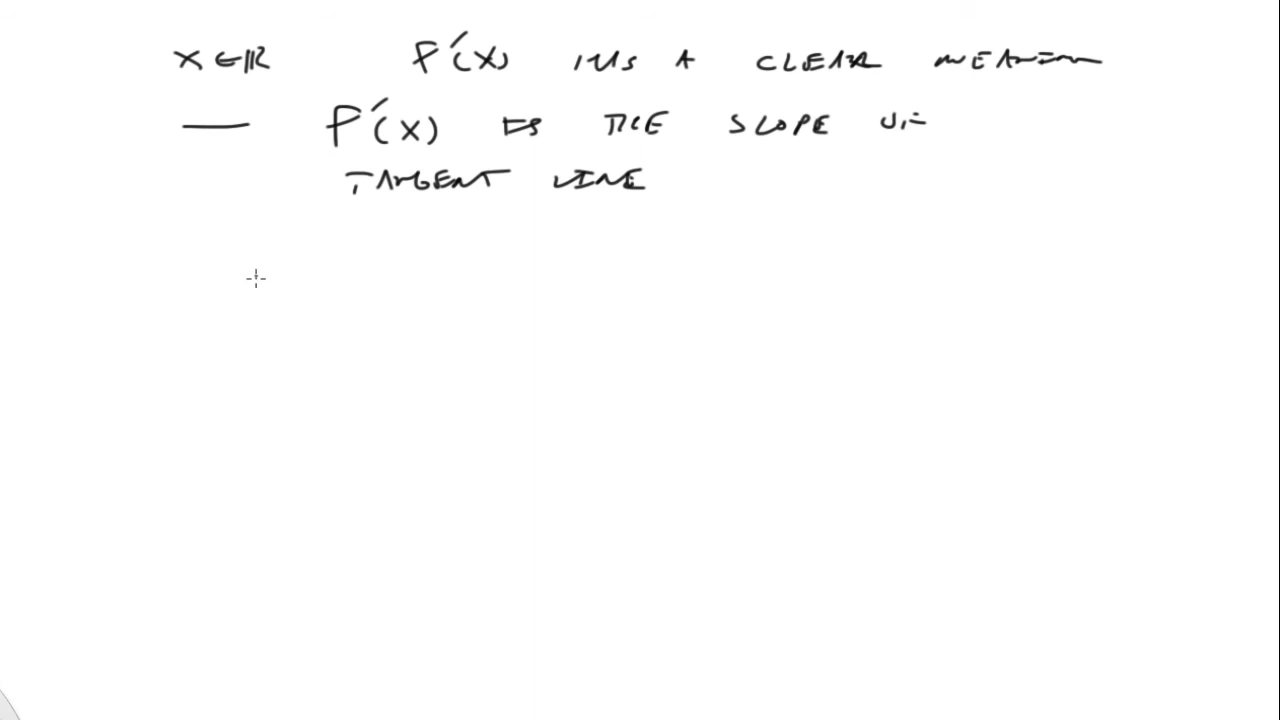 x ∈ ℝ F'(x) HAS A CLEAR MEANING
— F'(x) IS THE SLOPE OF
TANGENT LINE